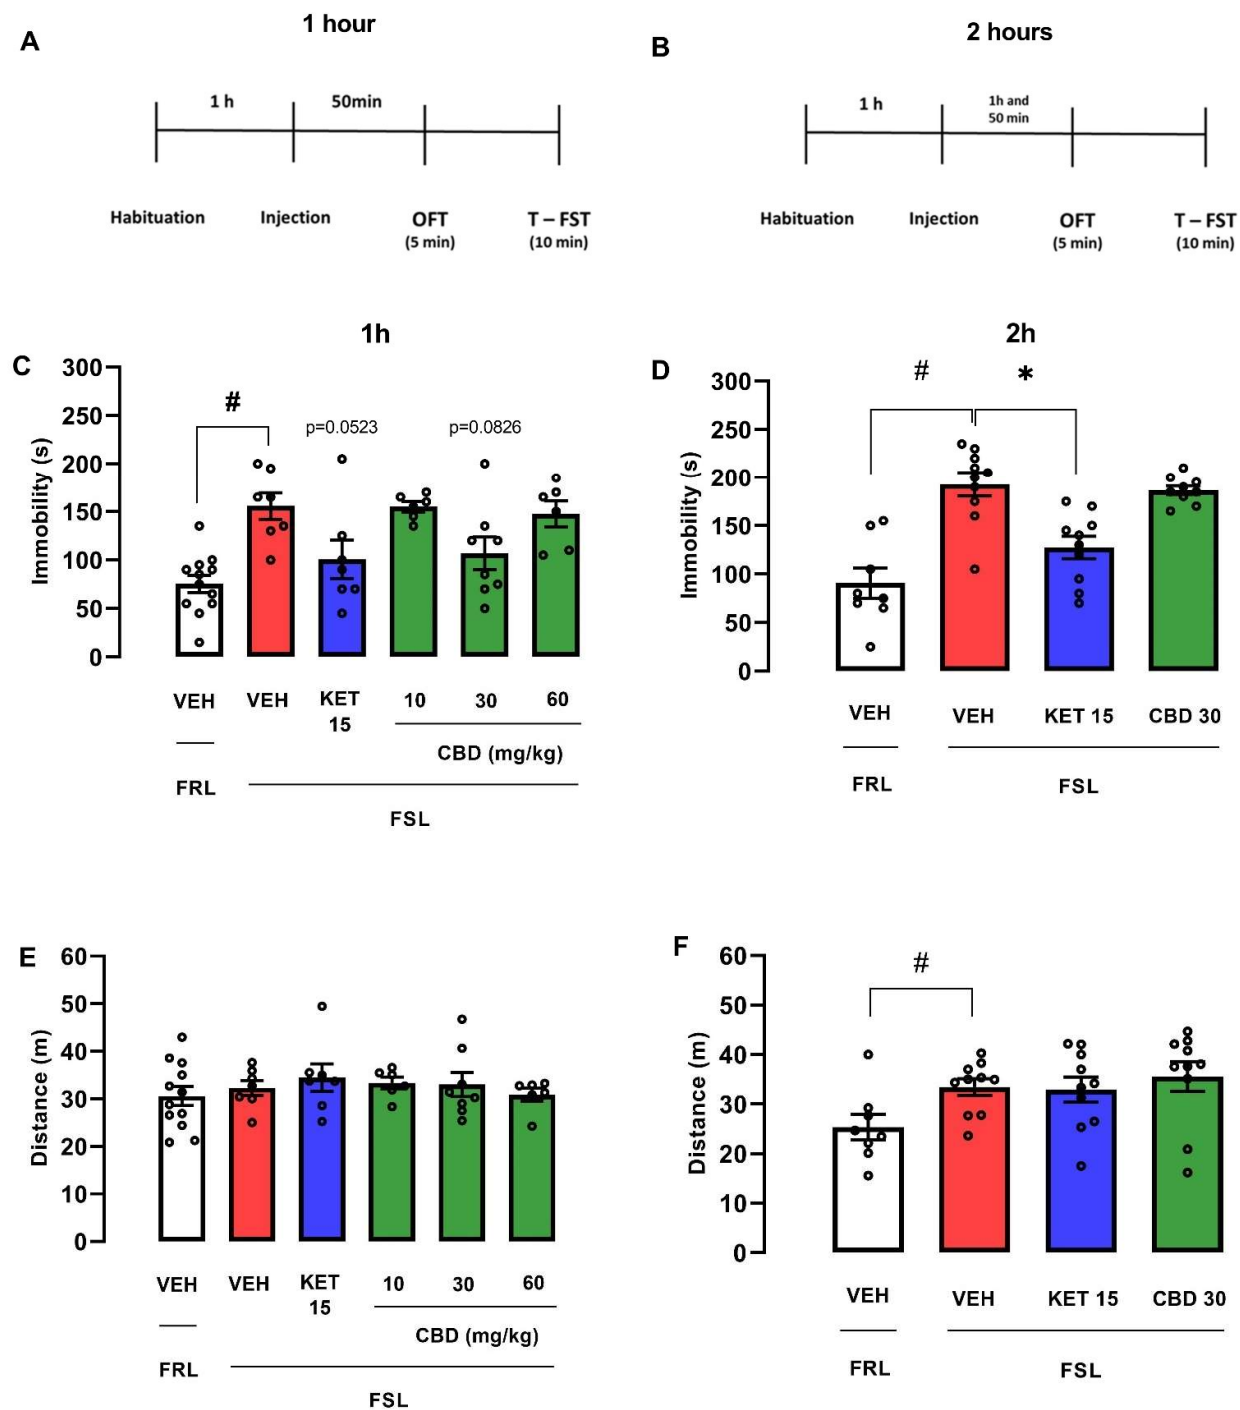 A
1 hour
1 h
50min
Habituation
Injection
OFT
(5 min)
T – FST
(10 min)
B
2 hours
1 h
1h and
50 min
Habituation
Injection
OFT
(5 min)
T – FST
(10 min)
C
1h
Immobility (s)
300
250
200
150
100
50
0
#
p=0.0523
p=0.0826
VEH
VEH
KET
15
10
30
60
CBD (mg/kg)
FRL
FSL
D
2h
Immobility (s)
300
250
200
150
100
50
0
#
*
VEH
VEH
KET 15
CBD 30
FRL
FSL
E
Distance (m)
60
50
40
30
20
10
0
VEH
VEH
KET
15
10
30
60
CBD (mg/kg)
FRL
FSL
F
Distance (m)
60
50
40
30
20
10
0
#
VEH
VEH
KET 15
CBD 30
FRL
FSL